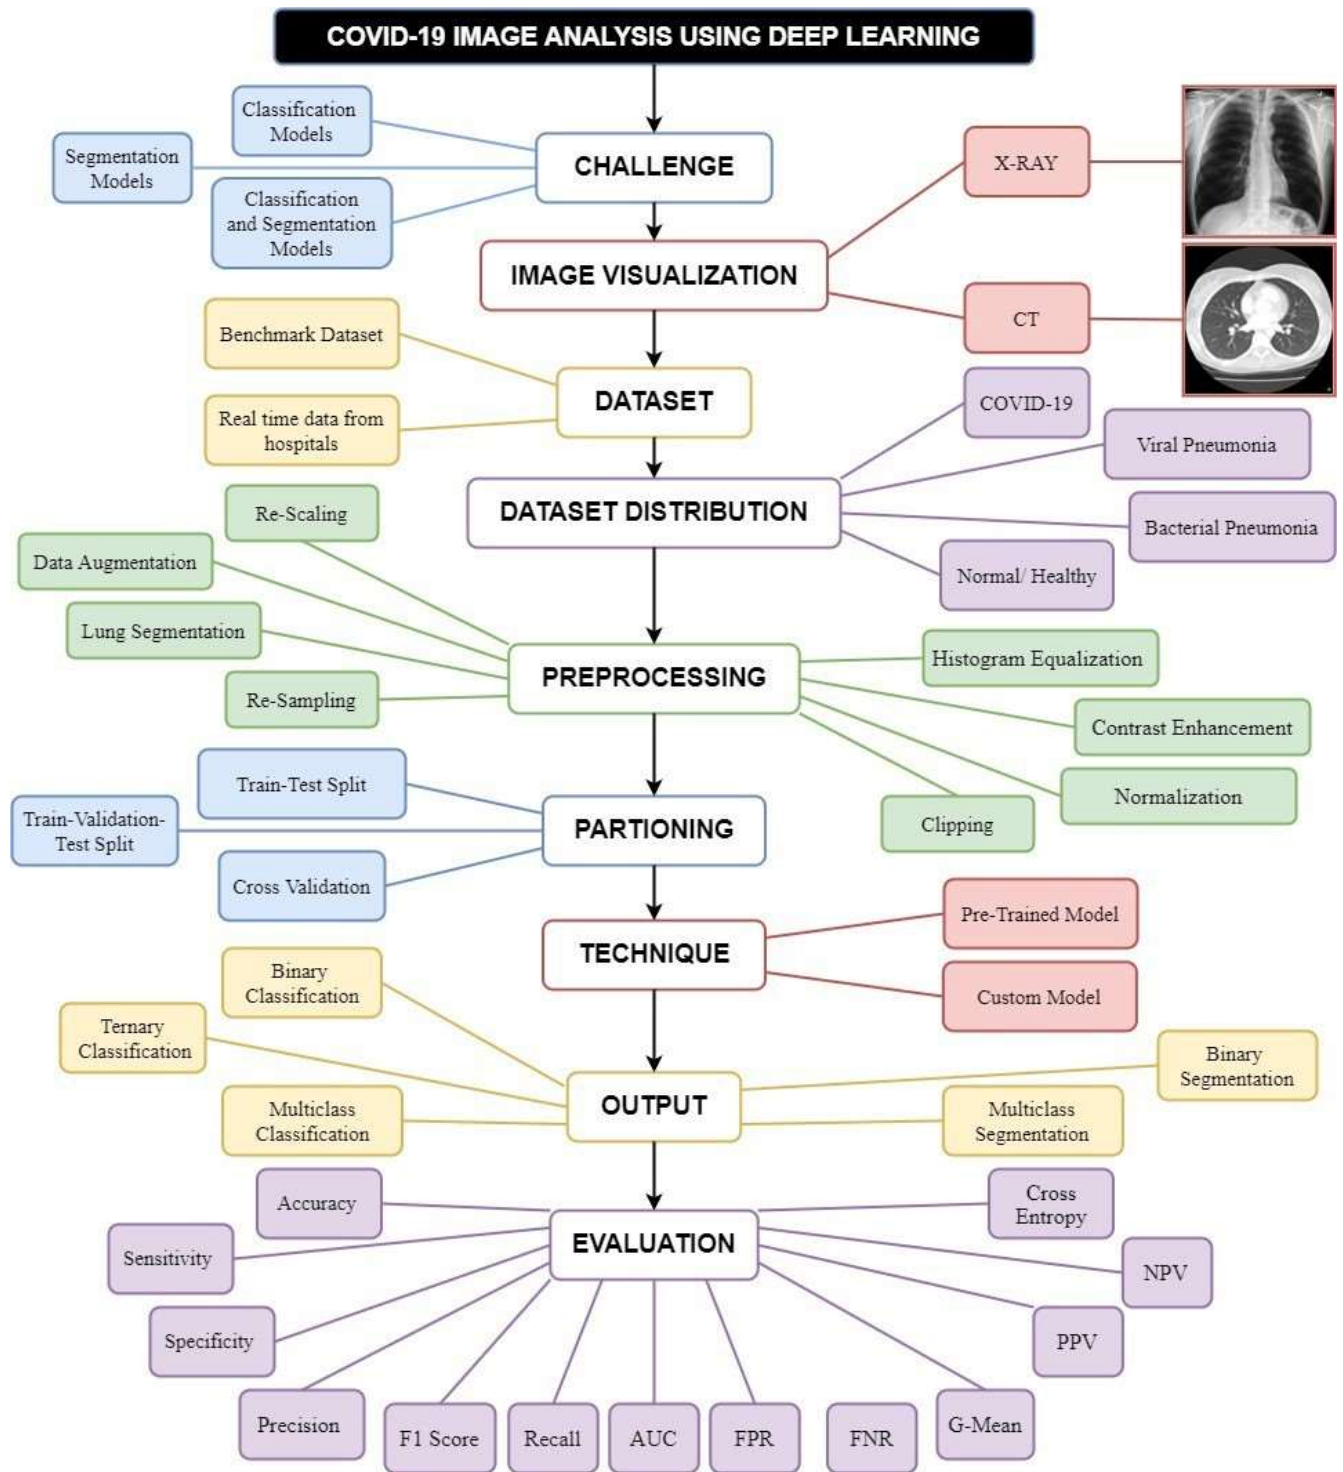 COVID-19 IMAGE ANALYSIS USING DEEP LEARNING
Classification
Models
Segmentation
Models
Classification
and Segmentation
Models
CHALLENGE
X-RAY
IMAGE VISUALIZATION
CT
Benchmark Dataset
Real time data from
hospitals
DATASET
COVID-19
Viral Pneumonia
Bacterial Pneumonia
Normal/ Healthy
DATASET DISTRIBUTION
Re-Scaling
Data Augmentation
Lung Segmentation
Re-Sampling
PREPROCESSING
Histogram Equalization
Contrast Enhancement
Normalization
Clipping
Train-Test Split
Train-Validation-
Test Split
Cross Validation
PARTIONING
Pre-Trained Model
TECHNIQUE
Custom Model
Binary
Classification
Ternary
Classification
Multiclass
Classification
OUTPUT
Binary
Segmentation
Multiclass
Segmentation
Accuracy
Sensitivity
Specificity
Precision
F1 Score
Recall
AUC
FPR
FNR
G-Mean
EVALUATION
Cross
Entropy
NPV
PPV